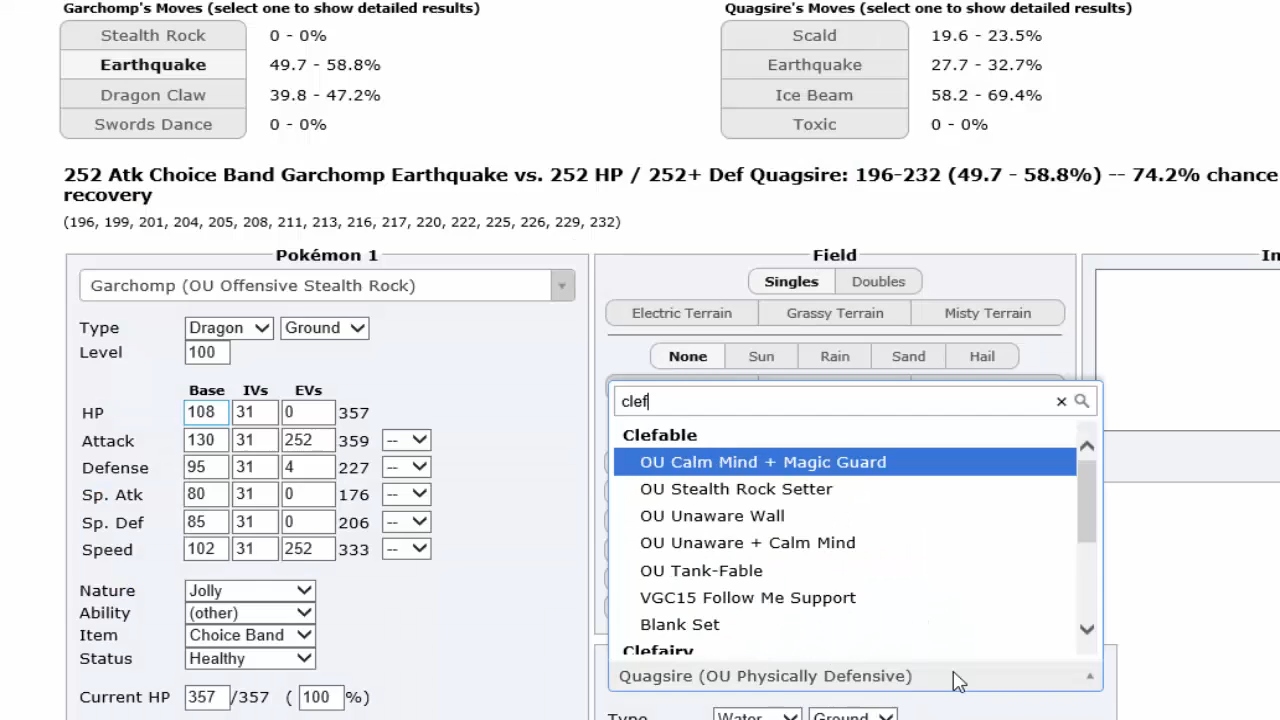 Garchomp's Moves (select one to show detailed results)
Quagsire's Moves (select one to show detailed results)
Stealth Rock 0 - 0%
Scald 19.6 - 23.5%
Earthquake 49.7 - 58.8%
Earthquake 27.7 - 32.7%
Dragon Claw 39.8 - 47.2%
Ice Beam 58.2 - 69.4%
Swords Dance 0 - 0%
Toxic 0 - 0%
252 Atk Choice Band Garchomp Earthquake vs. 252 HP / 252+ Def Quagsire: 196-232 (49.7 - 58.8%) -- 74.2% chance
recovery
(196, 199, 201, 204, 205, 208, 211, 213, 216, 217, 220, 222, 225, 226, 229, 232)
Pokémon 1
Garchomp (OU Offensive Stealth Rock)
Type Dragon Ground
Level 100
Base IVs EVs
HP 108 31 0 357
Attack 130 31 252 359 --
Defense 95 31 4 227 --
Sp. Atk 80 31 0 176 --
Sp. Def 85 31 0 206 --
Speed 102 31 252 333 --
Nature Jolly
Ability (other)
Item Choice Band
Status Healthy
Current HP 357 /357 ( 100 %)
Field
Singles Doubles
Electric Terrain Grassy Terrain Misty Terrain
None Sun Rain Sand Hail
clef
Clefable
OU Calm Mind + Magic Guard
OU Stealth Rock Setter
OU Unaware Wall
OU Unaware + Calm Mind
OU Tank-Fable
VGC15 Follow Me Support
Blank Set
Clefairy
Quagsire (OU Physically Defensive)
Type Water Ground